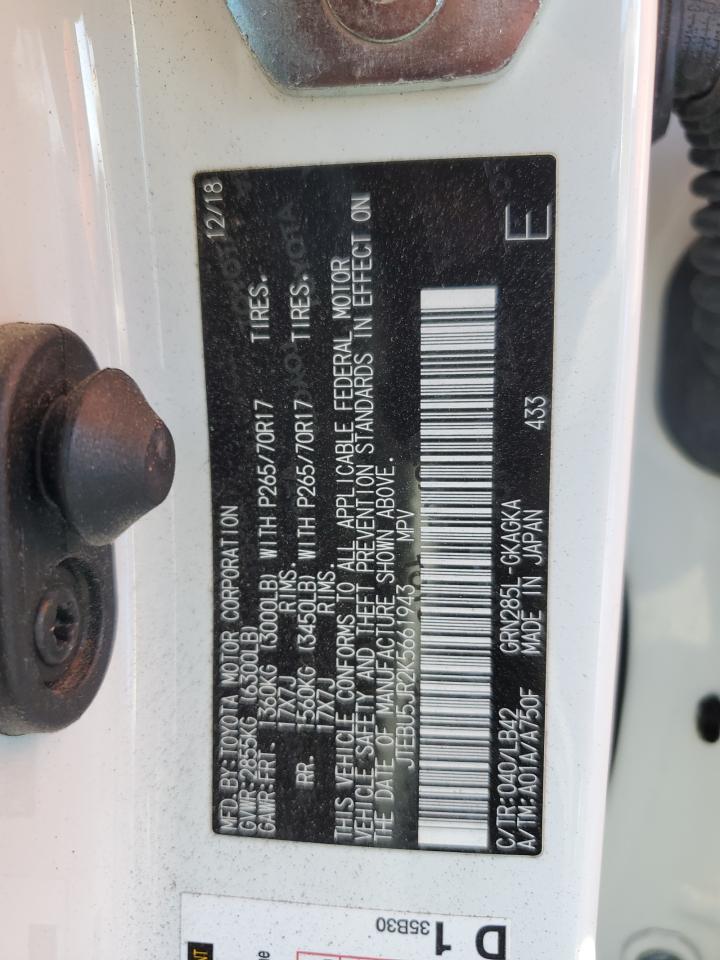 MFD. BY: TOYOTA MOTOR CORPORATION 12/18
GVWR: 2855KG (6300LB)
GAWR: FRT. 1360KG (3000LB) WITH P265/70R17 TIRES.
17X7J RIMS.
RR. 1560KG (3450LB) WITH P265/70R17 TIRES.
17X7J RIMS.
THIS VEHICLE CONFORMS TO ALL APPLICABLE FEDERAL MOTOR
VEHICLE SAFETY AND THEFT PREVENTION STANDARDS IN EFFECT ON
THE DATE OF MANUFACTURE SHOWN ABOVE.
JTEBU5JR2K5661943 MPV
C/TR: 040/LB42 GRN285L-GKAGKA
A/TM: A01A/A750F MADE IN JAPAN 433 E
D 1
35B30